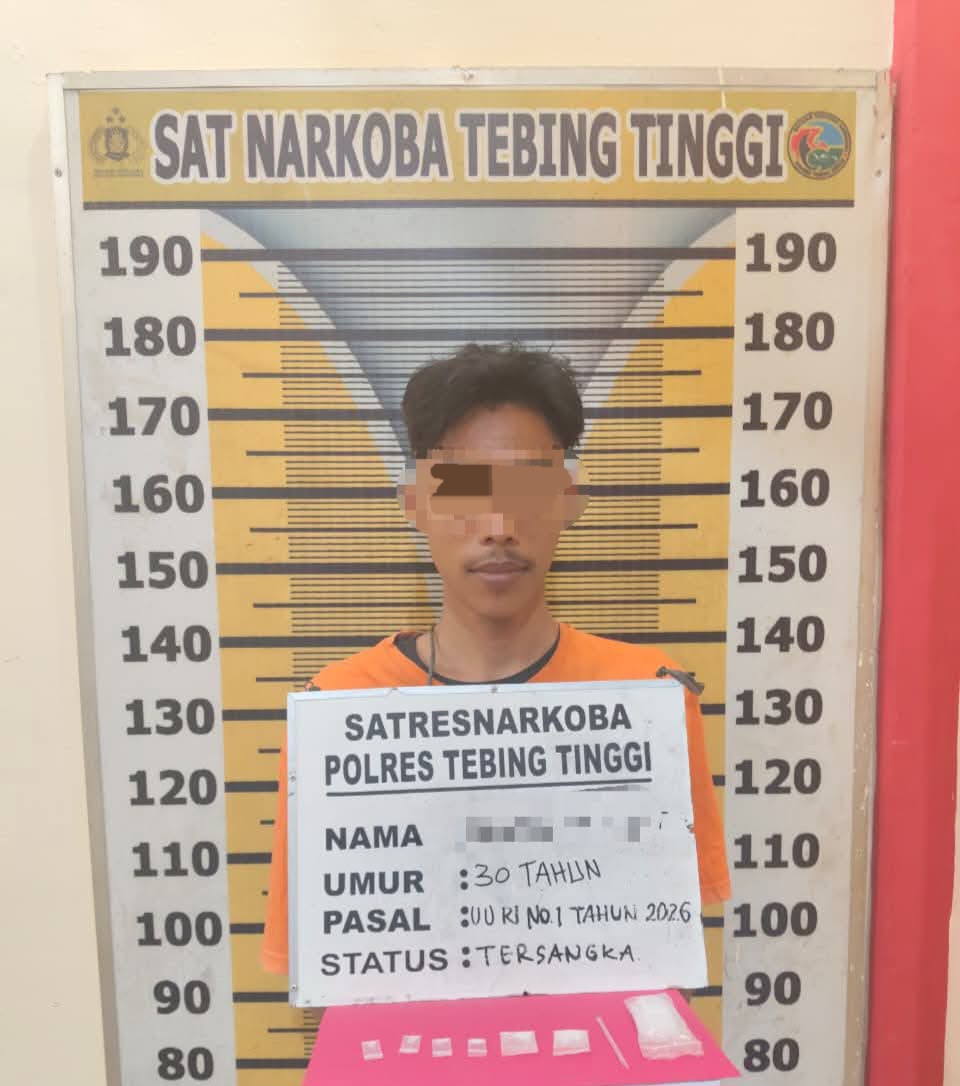 SAT NARKOBA TEBING TINGGI
190 190
180 180
170 170
160 160
150 150
140 140
130 130
120 120
110 110
100 100
90 90
80 80
SATRESNARKOBA
POLRES TEBING TINGGI
NAMA
UMUR : 30 TAHUN
PASAL : UU RI NO.1 TAHUN 2026
STATUS : TERSANGKA.